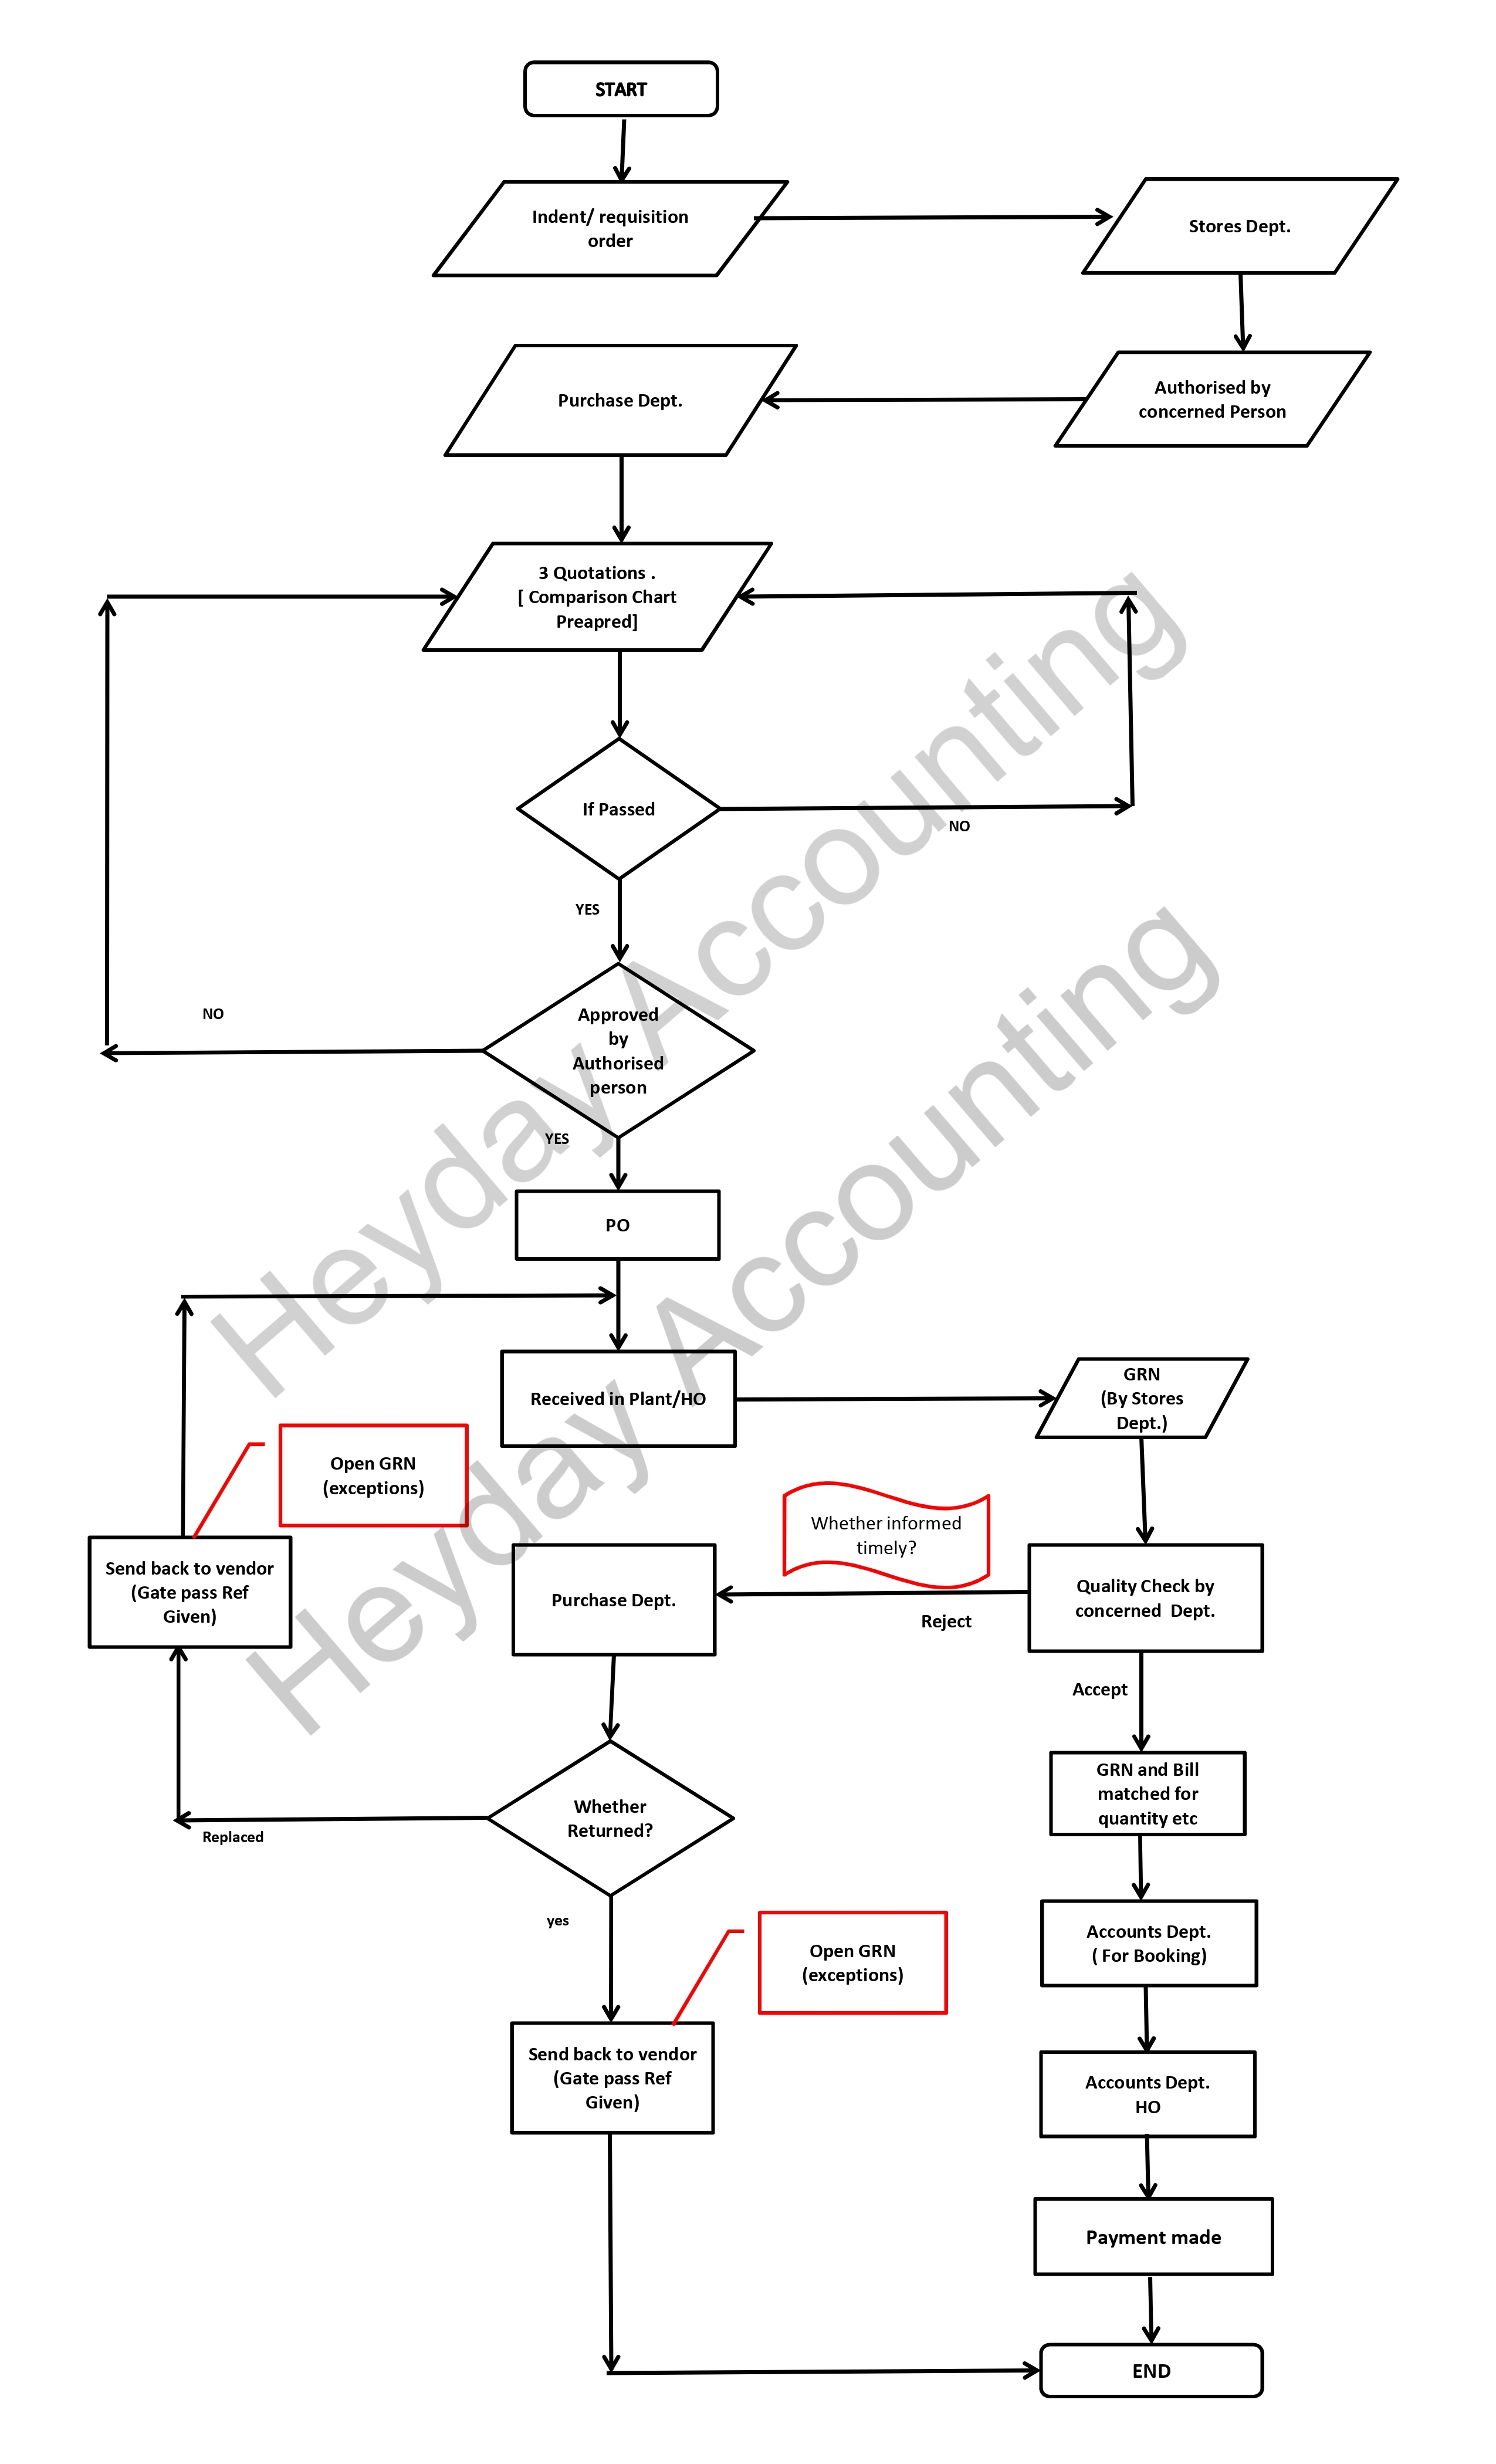 START
Indent/ requisition
order
Stores Dept.
Authorised by
concerned Person
Purchase Dept.
3 Quotations .
[ Comparison Chart
Preapred]
If Passed
NO
YES
Approved
by
Authorised
person
NO
YES
PO
Received in Plant/HO
GRN
(By Stores
Dept.)
Open GRN
(exceptions)
Whether informed
timely?
Send back to vendor
(Gate pass Ref
Given)
Purchase Dept.
Quality Check by
concerned  Dept.
Reject
Accept
Whether
Returned?
Replaced
GRN and Bill
matched for
quantity etc
yes
Open GRN
(exceptions)
Accounts Dept.
( For Booking)
Send back to vendor
(Gate pass Ref
Given)
Accounts Dept.
HO
Payment made
END
Heyday Accounting
Heyday Accounting